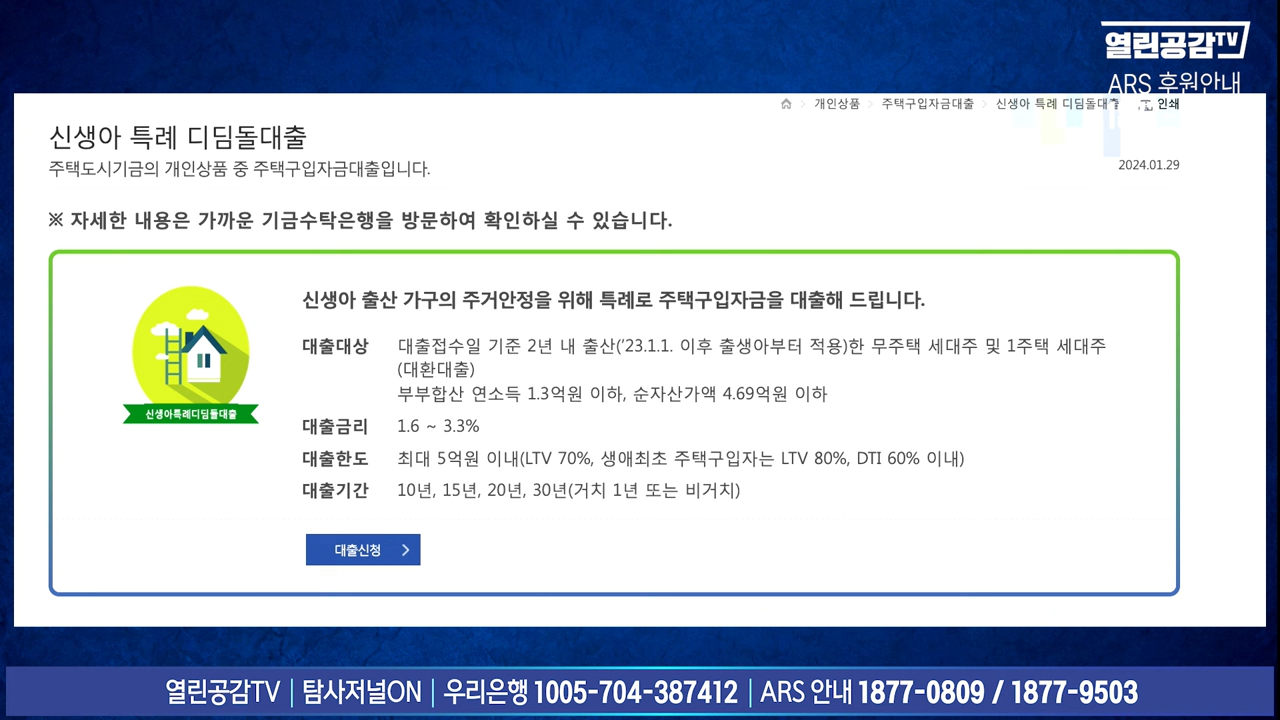 열린공감TV
ARS 후원안내
개인상품 > 주택구입자금대출 > 신생아 특례 디딤돌대출 인쇄
신생아 특례 디딤돌대출
주택도시기금의 개인상품 중 주택구입자금대출입니다.
2024.01.29
※ 자세한 내용은 가까운 기금수탁은행을 방문하여 확인하실 수 있습니다.
신생아 출산 가구의 주거안정을 위해 특례로 주택구입자금을 대출해 드립니다.
대출대상 대출접수일 기준 2년 내 출산('23.1.1. 이후 출생아부터 적용)한 무주택 세대주 및 1주택 세대주
(대환대출)
부부합산 연소득 1.3억원 이하, 순자산가액 4.69억원 이하
신생아특례디딤돌대출
대출금리 1.6 ~ 3.3%
대출한도 최대 5억원 이내(LTV 70%, 생애최초 주택구입자는 LTV 80%, DTI 60% 이내)
대출기간 10년, 15년, 20년, 30년(거치 1년 또는 비거치)
대출신청 >
열린공감TV | 탐사저널ON | 우리은행 1005-704-387412 | ARS 안내 1877-0809 / 1877-9503